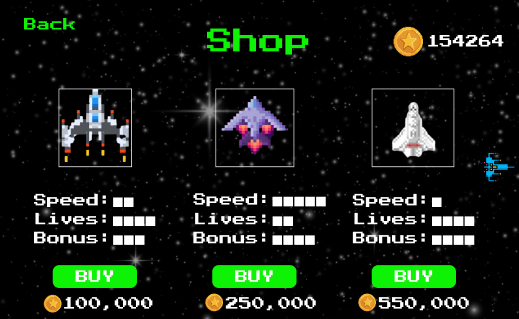 Back
Shop
154264
Speed:
Lives:
Bonus:
BUY
100,000
Speed:
Lives:
Bonus:
BUY
250,000
Speed:
Lives:
Bonus:
BUY
550,000